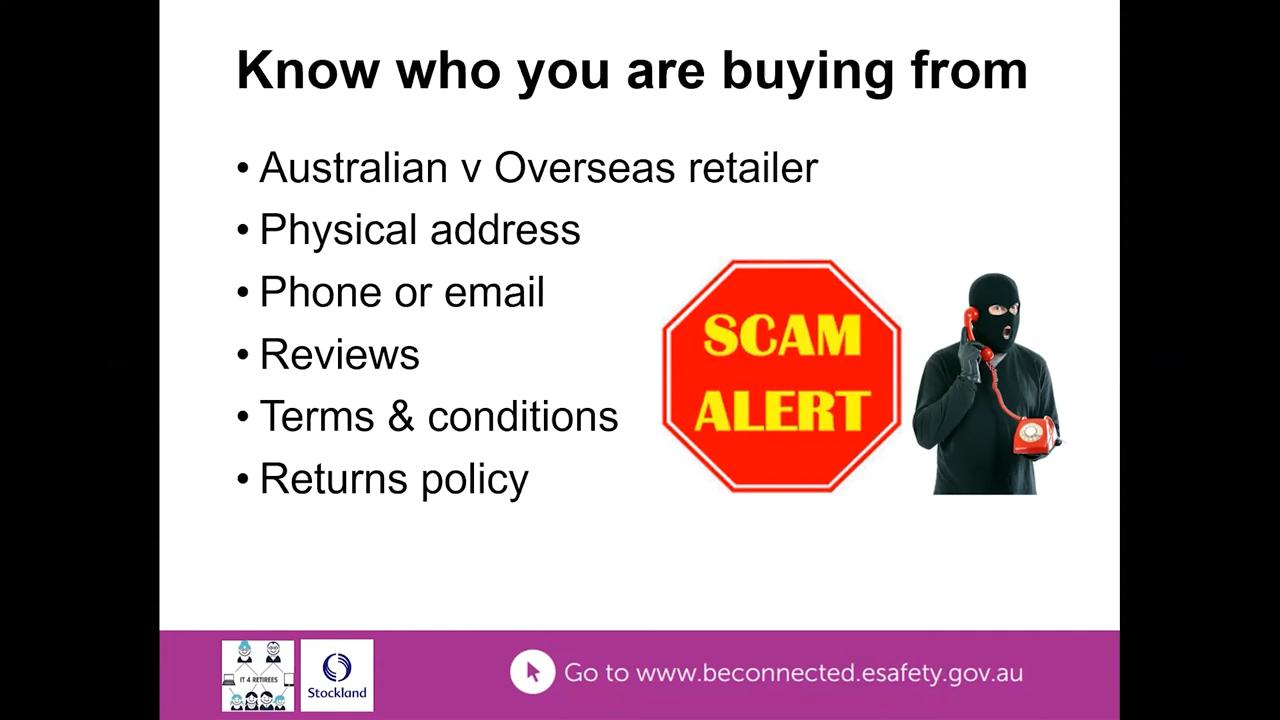 Know who you are buying from
• Australian v Overseas retailer
• Physical address
• Phone or email
• Reviews
• Terms & conditions
• Returns policy
SCAM
ALERT
IT 4 RETIREES
Stockland
Go to www.beconnected.esafety.gov.au